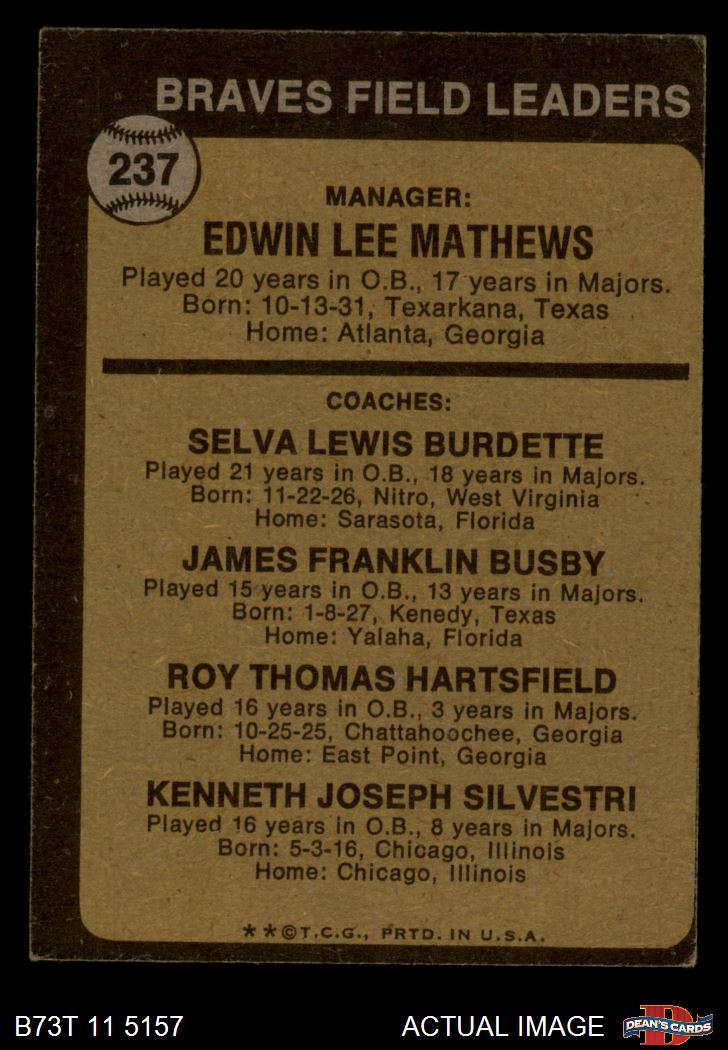 BRAVES FIELD LEADERS
237
MANAGER:
EDWIN LEE MATHEWS
Played 20 years in O.B., 17 years in Majors.
Born: 10-13-31, Texarkana, Texas
Home: Atlanta, Georgia
COACHES:
SELVA LEWIS BURDETTE
Played 21 years in O.B., 18 years in Majors.
Born: 11-22-26, Nitro, West Virginia
Home: Sarasota, Florida
JAMES FRANKLIN BUSBY
Played 15 years in O.B., 13 years in Majors.
Born: 1-8-27, Kenedy, Texas
Home: Yalaha, Florida
ROY THOMAS HARTSFIELD
Played 16 years in O.B., 3 years in Majors.
Born: 10-25-25, Chattahoochee, Georgia
Home: East Point, Georgia
KENNETH JOSEPH SILVESTRI
Played 16 years in O.B., 8 years in Majors.
Born: 5-3-16, Chicago, Illinois
Home: Chicago, Illinois
**©T.C.G., PRTD. IN U.S.A.
B73T 11 5157 ACTUAL IMAGE DEAN'S CARDS